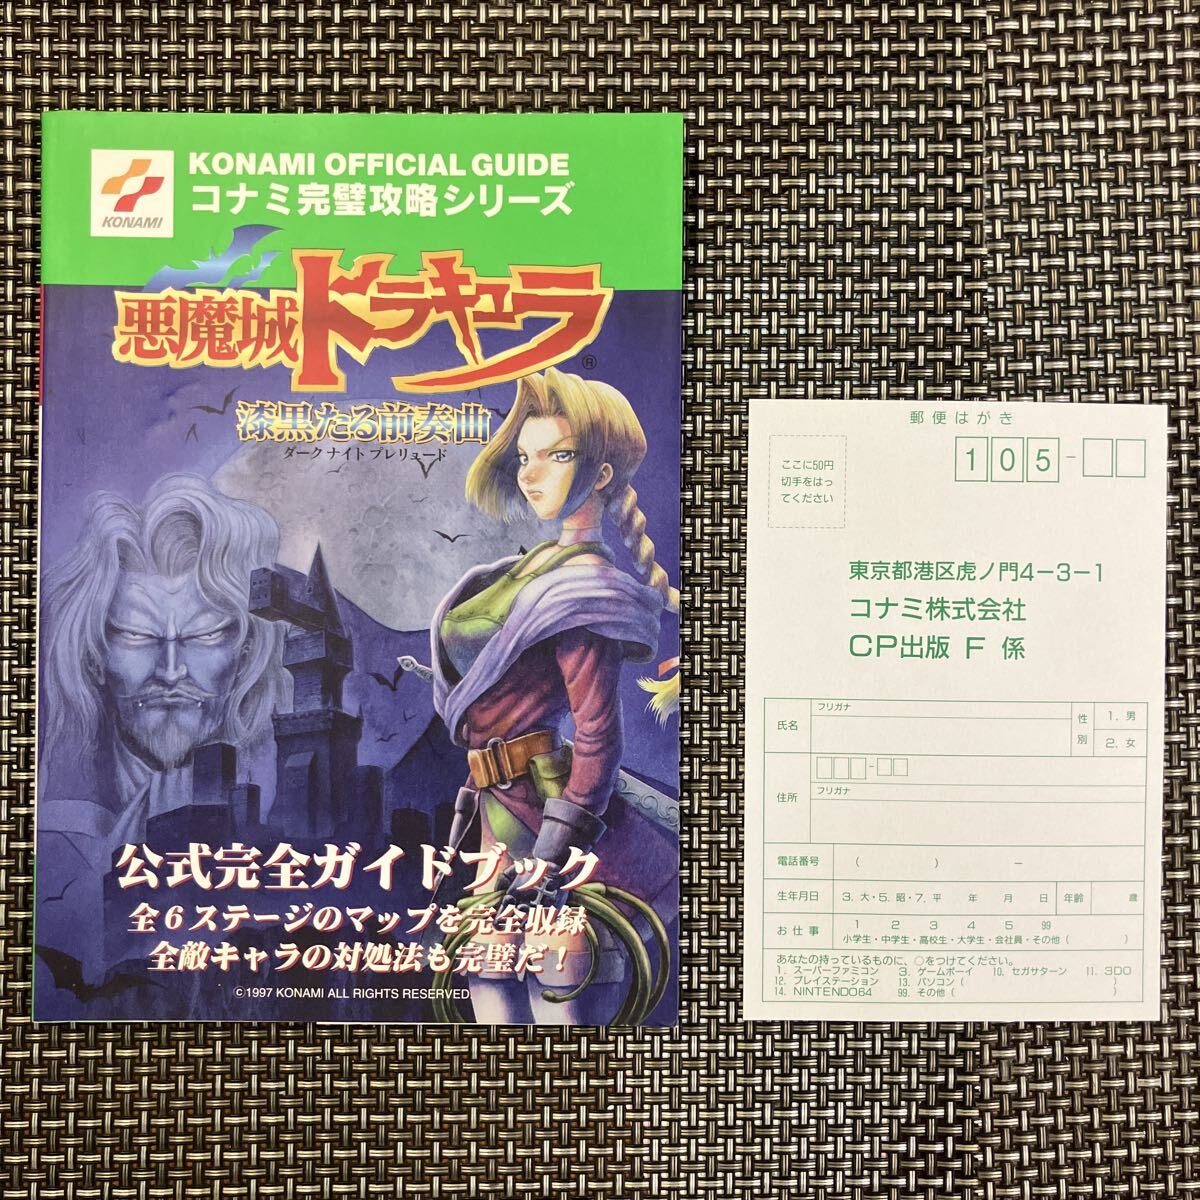 KONAMI
KONAMI OFFICIAL GUIDE
コナミ完璧攻略シリーズ
悪魔城ドラキュラ®
漆黒たる前奏曲
ダークナイトプレリュード
公式完全ガイドブック
全6ステージのマップを完全収録
全敵キャラの対処法も完璧だ!
©1997 KONAMI ALL RIGHTS RESERVED.
郵便はがき
ここに50円
切手をはっ
てください
105-
東京都港区虎ノ門4-3-1
コナミ株式会社
CP出版 F 係
フリガナ
氏名
性別
1. 男
2. 女
-
住所
フリガナ
電話番号 ( ) -
生年月日 3. 大・5. 昭・7. 平 年 月 日 年齢 歳
お仕事 1 2 3 4 5 99
小学生・中学生・高校生・大学生・会社員・その他( )
あなたの持っているものに、○をつけてください。
1. スーパーファミコン 3. ゲームボーイ 10. セガサターン 11. 3DO
12. プレイステーション 13. パソコン( )
14. NINTENDO64 99. その他( )